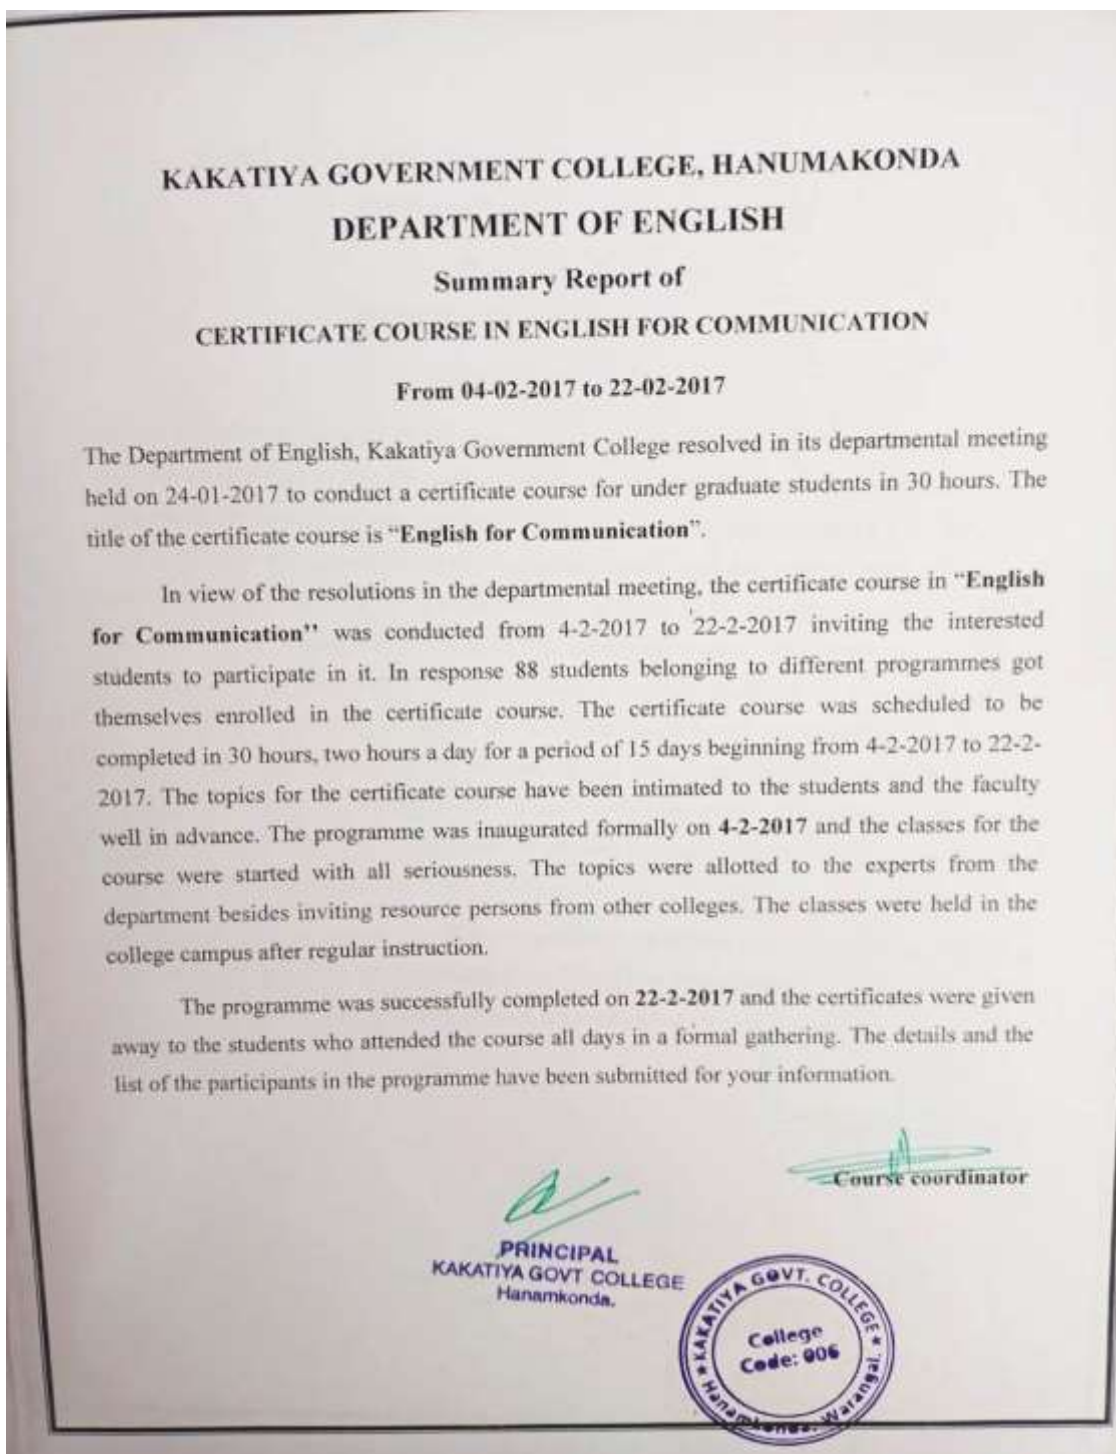 KAKATIYA GOVERNMENT COLLEGE, HANUMAKONDA
DEPARTMENT OF ENGLISH
Summary Report of
CERTIFICATE COURSE IN ENGLISH FOR COMMUNICATION
From 04-02-2017 to 22-02-2017
The Department of English, Kakatiya Government College resolved in its departmental meeting
held on 24-01-2017 to conduct a certificate course for under graduate students in 30 hours. The
title of the certificate course is “English for Communication”.
In view of the resolutions in the departmental meeting, the certificate course in “English
for Communication” was conducted from 4-2-2017 to 22-2-2017 inviting the interested
students to participate in it. In response 88 students belonging to different programmes got
themselves enrolled in the certificate course. The certificate course was scheduled to be
completed in 30 hours, two hours a day for a period of 15 days beginning from 4-2-2017 to 22-2-
2017. The topics for the certificate course have been intimated to the students and the faculty
well in advance. The programme was inaugurated formally on 4-2-2017 and the classes for the
course were started with all seriousness. The topics were allotted to the experts from the
department besides inviting resource persons from other colleges. The classes were held in the
college campus after regular instruction.
The programme was successfully completed on 22-2-2017 and the certificates were given
away to the students who attended the course all days in a formal gathering. The details and the
list of the participants in the programme have been submitted for your information.
Course coordinator
PRINCIPAL
KAKATIYA GOVT COLLEGE
Hanamkonda.
KAKATIYA GOVT. COLLEGE
College
Code: 006
Hanamkonda, Warangal.